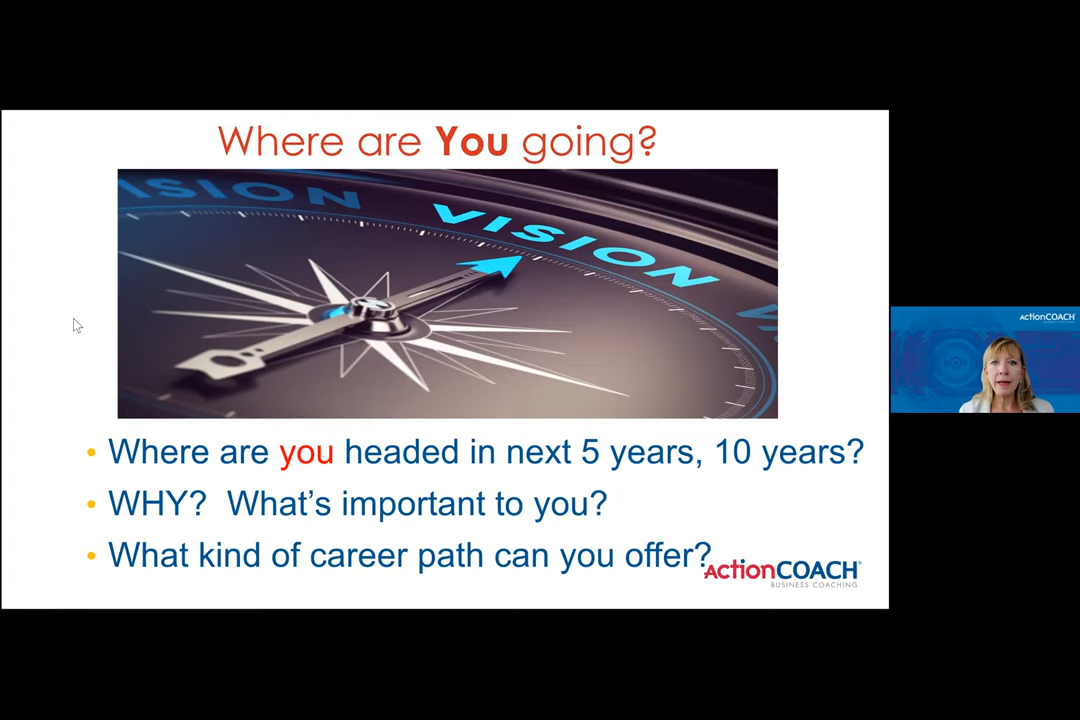 Where are You going?
VISION
VISION
• Where are you headed in next 5 years, 10 years?
• WHY? What’s important to you?
• What kind of career path can you offer?
ActionCOACH®
BUSINESS COACHING
ActionCOACH